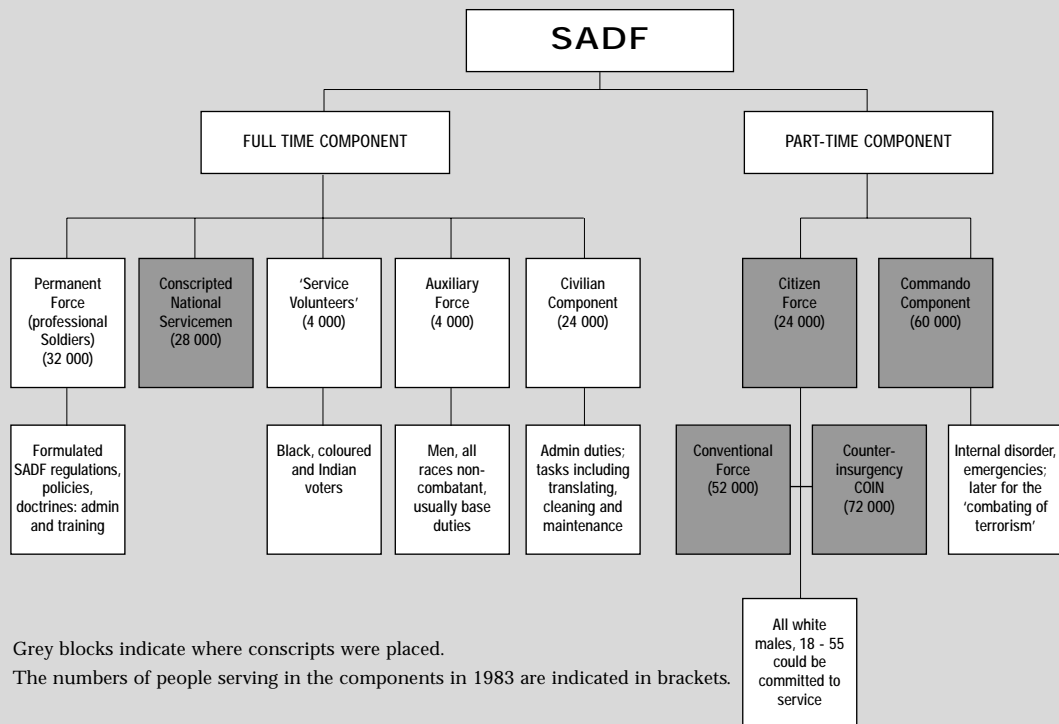 SADF
FULL TIME COMPONENT
PART-TIME COMPONENT
Permanent
Force
(professional
Soldiers)
(32 000)
Conscripted
National
Servicemen
(28 000)
'Service
Volunteers'
(4 000)
Auxiliary
Force
(4 000)
Civilian
Component
(24 000)
Citizen
Force
(24 000)
Commando
Component
(60 000)
Formulated
SADF regulations,
policies,
doctrines: admin
and training
Black, coloured
and Indian
voters
Men, all
races non-
combatant,
usually base
duties
Admin duties;
tasks including
translating,
cleaning and
maintenance
Conventional
Force
(52 000)
Counter-
insurgency
COIN
(72 000)
Internal disorder,
emergencies;
later for the
'combating of
terrorism'
All white
males, 18 - 55
could be
committed to
service
Grey blocks indicate where conscripts were placed.
The numbers of people serving in the components in 1983 are indicated in brackets.